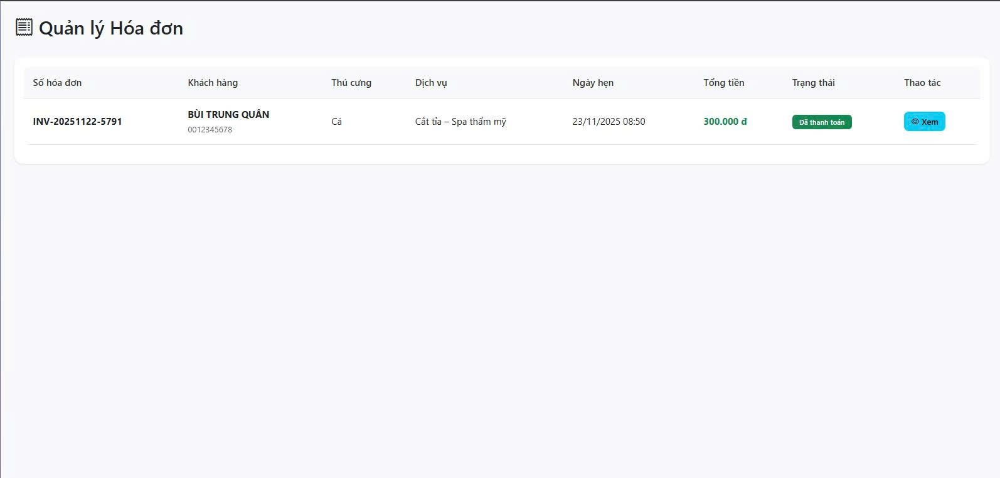 Quản lý Hóa đơn
Số hóa đơn Khách hàng Thú cưng Dịch vụ Ngày hẹn Tổng tiền Trạng thái Thao tác
INV-20251122-5791 BÙI TRUNG QUÂN Cá Cắt tỉa – Spa thẩm mỹ 23/11/2025 08:50 300.000 đ Đã thanh toán Xem
0012345678